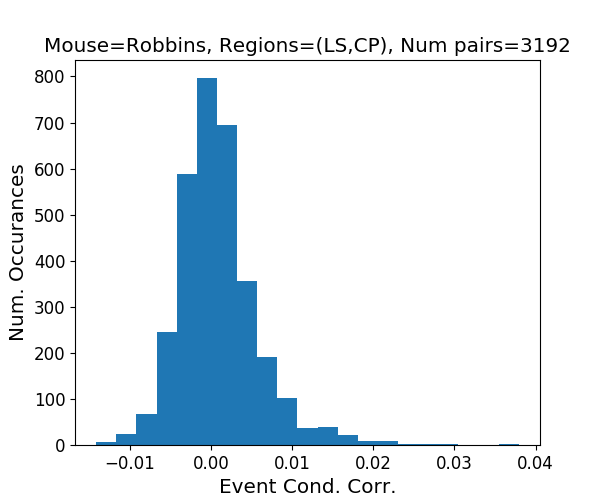 Mouse=Robbins, Regions=(LS,CP), Num pairs=3192
Num. Occurances
800
700
600
500
400
300
200
100
0
−0.01 0.00 0.01 0.02 0.03 0.04
Event Cond. Corr.